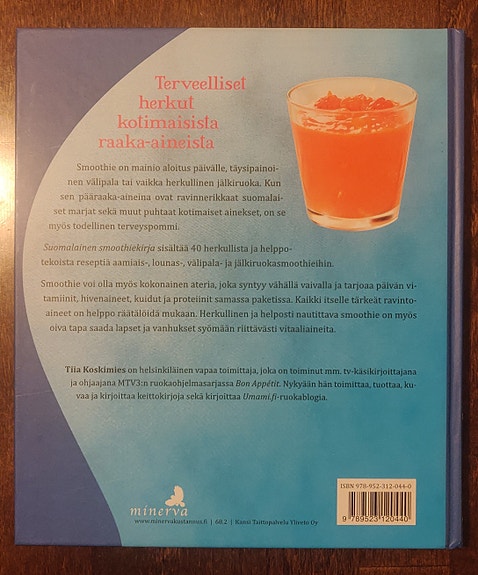 Terveelliset
herkut
kotimaisista
raaka-aineista
Smoothie on mainio aloitus päivälle, täysipainoi-
nen välipala tai vaikka herkullinen jälkiruoka. Kun
sen pääraaka-aineina ovat ravinnerikkaat suomalai-
set marjat sekä muut puhtaat kotimaiset ainekset, on se
myös todellinen terveyspommi.
Suomalainen smoothiekirja sisältää 40 herkullista ja helppo-
tekoista reseptiä aamiais-, lounas-, välipala- ja jälkiruokasmoothieihin.
Smoothie voi olla myös kokonainen ateria, joka syntyy vähällä vaivalla ja tarjoaa päivän vi-
tamiinit, hivenaineet, kuidut ja proteiinit samassa paketissa. Kaikki itselle tärkeät ravinto-
aineet on helppo räätälöidä mukaan. Herkullinen ja helposti nautittava smoothie on myös
oiva tapa saada lapset ja vanhukset syömään riittävästi vitaaliaineita.
Tiia Koskimies on helsinkiläinen vapaa toimittaja, joka on toiminut mm. tv-käsikirjoittajana
ja ohjaajana MTV3:n ruokaohjelmasarjassa Bon Appétit. Nykyään hän toimittaa, tuottaa, ku-
vaa ja kirjoittaa keittokirjoja sekä kirjoittaa Umami.fi-ruokablogia.
ISBN 978-952-312-044-0
9 789523 120440
minerva
www.minervakustannus.fi | 68.2 | Kansi Taittopalvelu Yliveto Oy